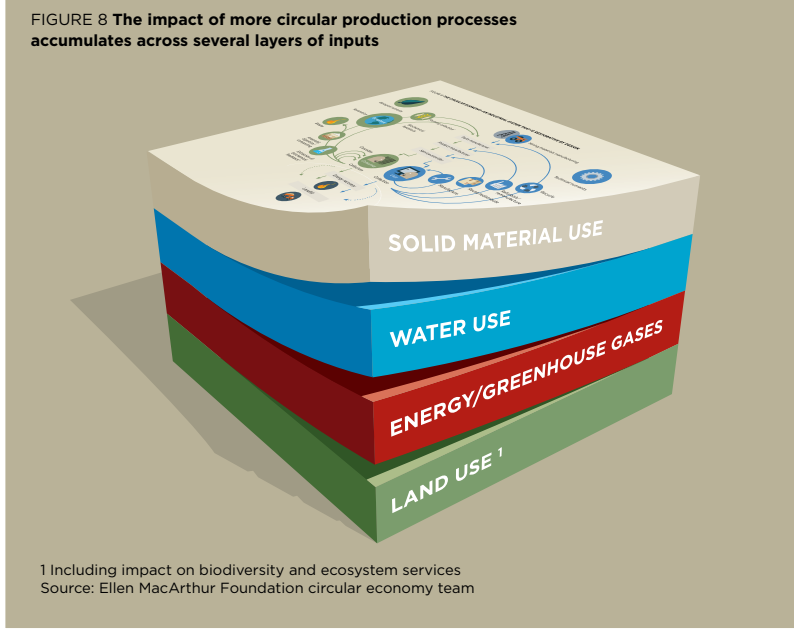 FIGURE 8 The impact of more circular production processes
accumulates across several layers of inputs
SOLID MATERIAL USE
WATER USE
ENERGY/GREENHOUSE GASES
LAND USE 1
1 Including impact on biodiversity and ecosystem services
Source: Ellen MacArthur Foundation circular economy team